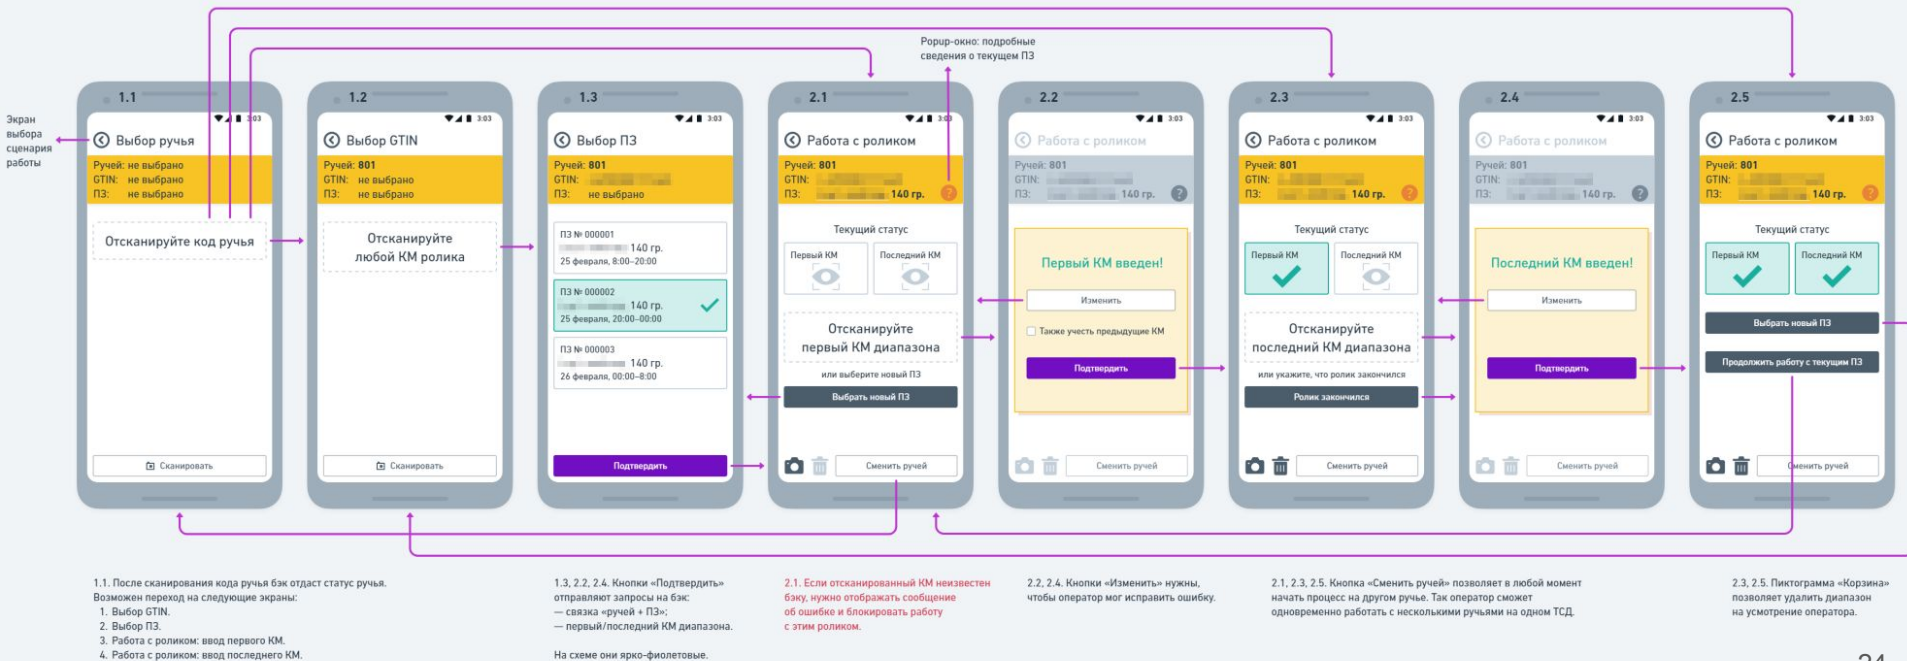 Popup-окно: подробные
сведения о текущем ПЗ
Экран
выбора
сценария
работы
1.1
3:03
Выбор ручья
Ручей: не выбрано
GTIN: не выбрано
ПЗ: не выбрано
Отсканируйте код ручья
Сканировать
1.2
3:03
Выбор GTIN
Ручей: 801
GTIN: не выбрано
ПЗ: не выбрано
Отсканируйте
любой КМ ролика
Сканировать
1.3
3:03
Выбор ПЗ
Ручей: 801
GTIN:
ПЗ: не выбрано
ПЗ № 000001
140 гр.
25 февраля, 8:00–20:00
ПЗ № 000002
140 гр.
25 февраля, 20:00–00:00
ПЗ № 000003
140 гр.
26 февраля, 00:00–8:00
Подтвердить
2.1
3:03
Работа с роликом
Ручей: 801
GTIN:
ПЗ: 140 гр. ?
Текущий статус
Первый КМ
Последний КМ
Отсканируйте
первый КМ диапазона
или выберите новый ПЗ
Выбрать новый ПЗ
Сменить ручей
2.2
3:03
Работа с роликом
Ручей: 801
GTIN:
ПЗ: 140 гр. ?
Первый КМ введен!
Изменить
Также учесть предыдущие КМ
Подтвердить
Сменить ручей
2.3
3:03
Работа с роликом
Ручей: 801
GTIN:
ПЗ: 140 гр. ?
Текущий статус
Первый КМ
Последний КМ
Отсканируйте
последний КМ диапазона
или укажите, что ролик закончился
Ролик закончился
Сменить ручей
2.4
3:03
Работа с роликом
Ручей: 801
GTIN:
ПЗ: 140 гр. ?
Последний КМ введен!
Изменить
Подтвердить
Сменить ручей
2.5
3:03
Работа с роликом
Ручей: 801
GTIN:
ПЗ: 140 гр. ?
Текущий статус
Первый КМ
Последний КМ
Выбрать новый ПЗ
Продолжить работу с текущим ПЗ
Сменить ручей
1.1. После сканирования кода ручья бэк отдаст статус ручья.
Возможен переход на следующие экраны:
1. Выбор GTIN.
2. Выбор ПЗ.
3. Работа с роликом: ввод первого КМ.
4. Работа с роликом: ввод последнего КМ.
1.3, 2.2, 2.4. Кнопки «Подтвердить»
отправляют запросы на бэк:
— связка «ручей + ПЗ»;
— первый/последний КМ диапазона.
На схеме они ярко-фиолетовые.
2.1. Если отсканированный КМ неизвестен
бэку, нужно отображать сообщение
об ошибке и блокировать работу
с этим роликом.
2.2, 2.4. Кнопки «Изменить» нужны,
чтобы оператор мог исправить ошибку.
2.1, 2.3, 2.5. Кнопка «Сменить ручей» позволяет в любой момент
начать процесс на другом ручье. Так оператор сможет
одновременно работать с несколькими ручьями на одном ТСД.
2.3, 2.5. Пиктограмма «Корзина»
позволяет удалить диапазон
на усмотрение оператора.